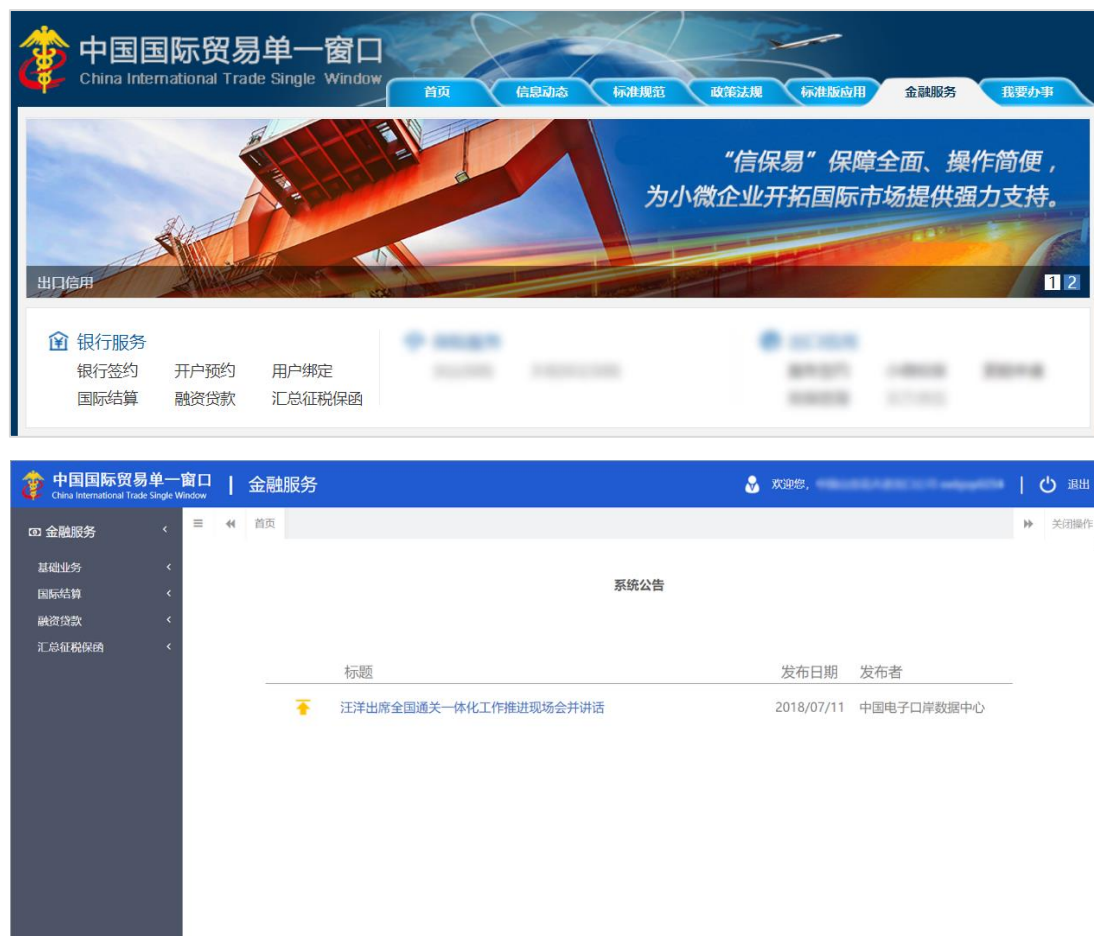 中国国际贸易单一窗口
China International Trade Single Window
首页 信息动态 标准规范 政策法规 标准版应用 金融服务 我要办事
“信保易”保障全面、操作简便，
为小微企业开拓国际市场提供强力支持。
出口信用 1 2
银行服务
银行签约 开户预约 用户绑定
国际结算 融资贷款 汇总征税保函
中国国际贸易单一窗口 | 金融服务 欢迎您, | 退出
China International Trade Single Window
金融服务 首页 关闭操作
基础业务
国际结算
融资贷款
汇总征税保函
系统公告
标题 发布日期 发布者
汪洋出席全国通关一体化工作推进现场会并讲话 2018/07/11 中国电子口岸数据中心